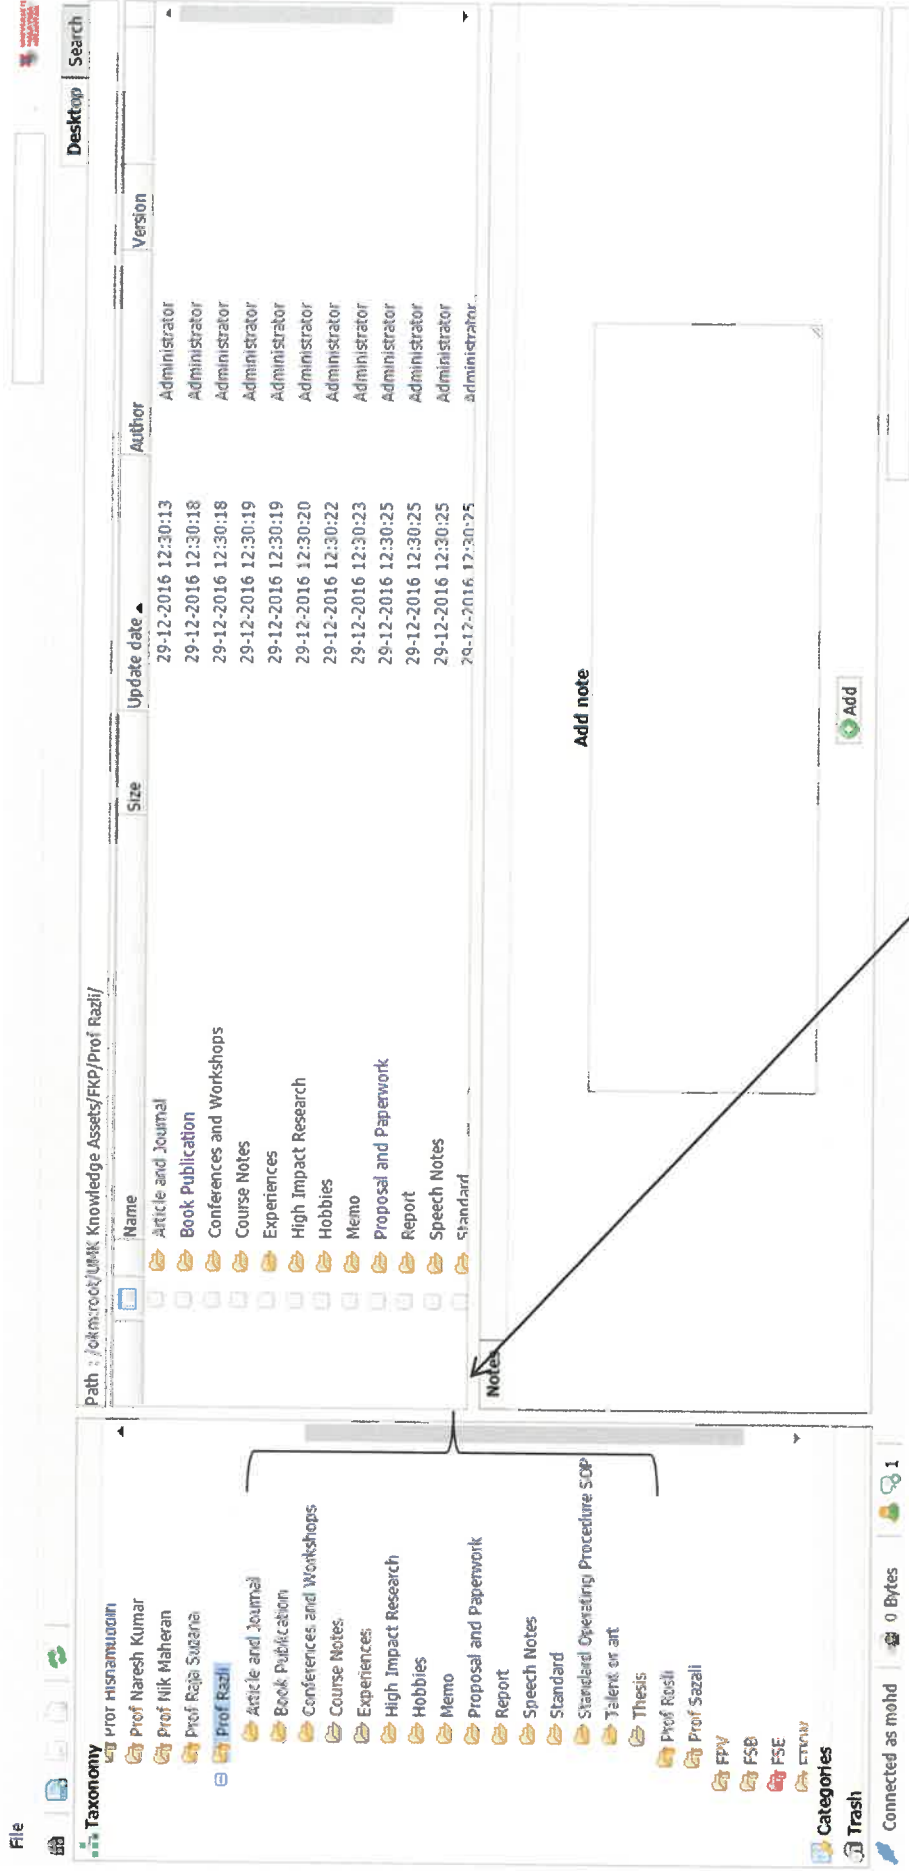 File
Desktop
Search
Taxonomy
Prof Hisnamuddin
Prof Naresh Kumar
Prof Nik Maheran
Prof Raja Suzana
Prof Razli
Article and Journal
Book Publication
Conferences and Workshops
Course Notes
Experiences
High Impact Research
Hobbies
Memo
Proposal and Paperwork
Report
Speech Notes
Standard
Standard Operating Procedure SOP
Talent or art
Thesis
Prof Rosli
Prof Sazali
FPV
FSB
FSE
Categories
Trash
Path : /okm:root/UMK Knowledge Assets/FKP/Prof Razli/
Name Size Update date Author Version
Article and Journal 29-12-2016 12:30:13 Administrator
Book Publication 29-12-2016 12:30:18 Administrator
Conferences and Workshops 29-12-2016 12:30:18 Administrator
Course Notes 29-12-2016 12:30:19 Administrator
Experiences 29-12-2016 12:30:19 Administrator
High Impact Research 29-12-2016 12:30:20 Administrator
Hobbies 29-12-2016 12:30:22 Administrator
Memo 29-12-2016 12:30:23 Administrator
Proposal and Paperwork 29-12-2016 12:30:25 Administrator
Report 29-12-2016 12:30:25 Administrator
Speech Notes 29-12-2016 12:30:25 Administrator
Standard 29-12-2016 12:30:25 Administrator
Notes
Add note
Add
Connected as mohd 0 Bytes 1